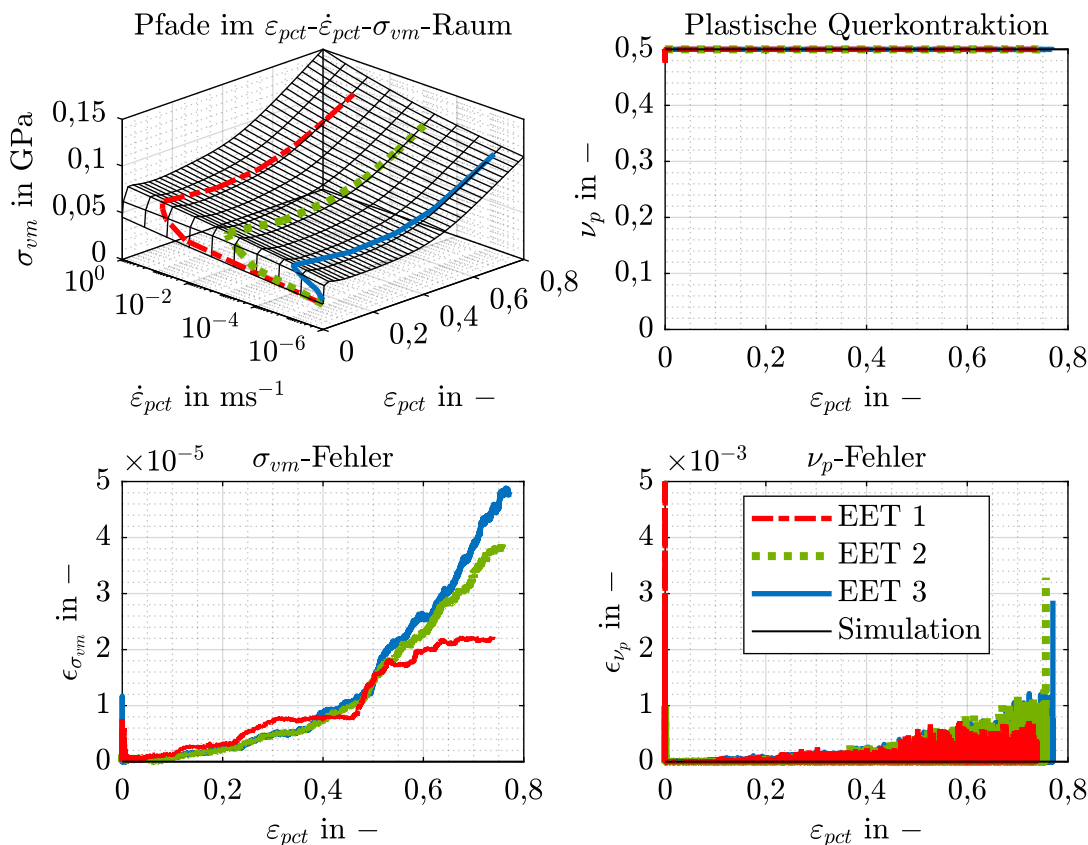 Pfade im εpct-ε̇pct-σvm-Raum
0,15
0,1
0,05
0
σvm in GPa
10⁰
10⁻²
10⁻⁴
10⁻⁶
0
0,2
0,4
0,6
0,8
ε̇pct in ms⁻¹
εpct in −
Plastische Querkontraktion
0,5
0,4
0,3
0,2
0,1
0
νp in −
0 0,2 0,4 0,6 0,8
εpct in −
×10⁻⁵
σvm-Fehler
5
4
3
2
1
0
ϵσvm in −
0 0,2 0,4 0,6 0,8
εpct in −
×10⁻³
νp-Fehler
5
4
3
2
1
0
ϵνp in −
EET 1
EET 2
EET 3
Simulation
0 0,2 0,4 0,6 0,8
εpct in −